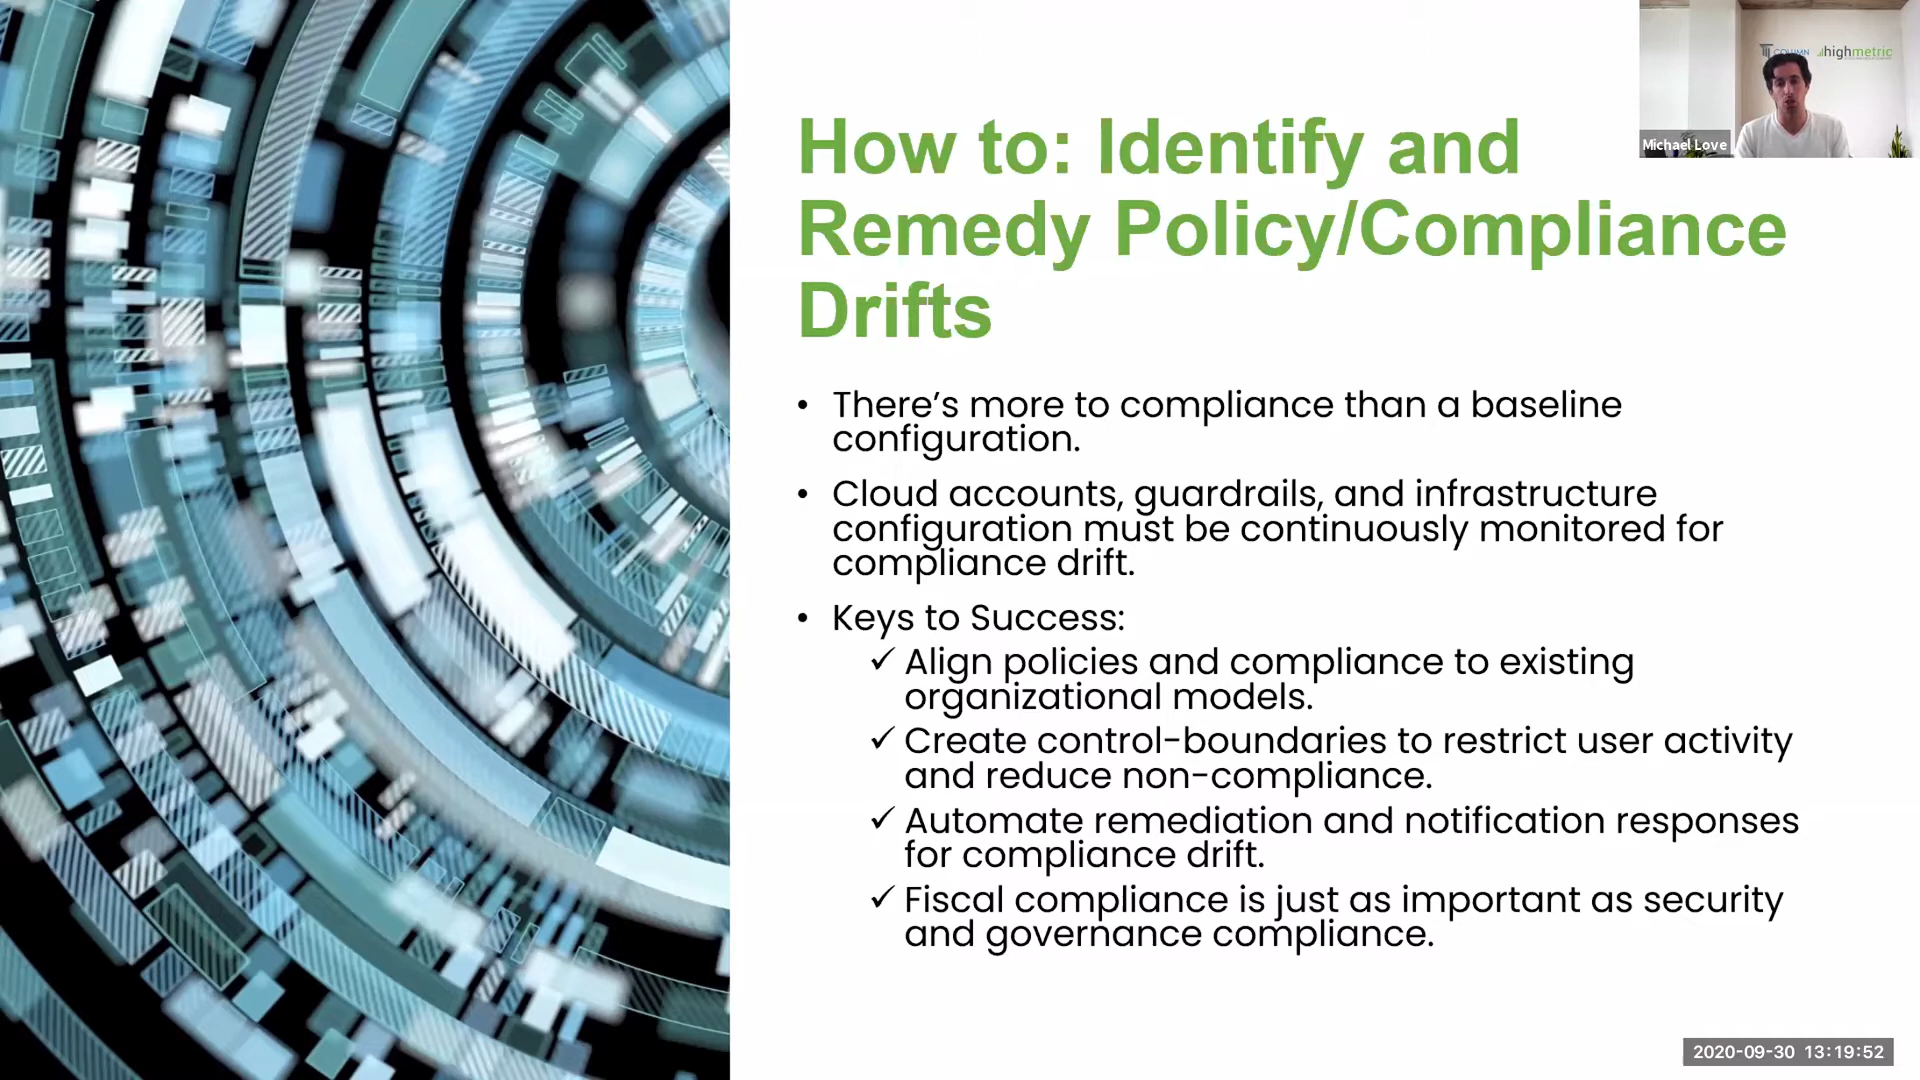 COLUMN highmetric
Michael Love
How to: Identify and
Remedy Policy/Compliance
Drifts
• There’s more to compliance than a baseline
configuration.
• Cloud accounts, guardrails, and infrastructure
configuration must be continuously monitored for
compliance drift.
• Keys to Success:
✓ Align policies and compliance to existing
organizational models.
✓ Create control-boundaries to restrict user activity
and reduce non-compliance.
✓ Automate remediation and notification responses
for compliance drift.
✓ Fiscal compliance is just as important as security
and governance compliance.
2020-09-30 13:19:52